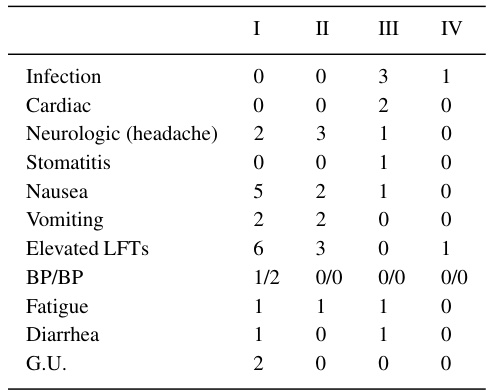 I II III IV
Infection 0 0 3 1
Cardiac 0 0 2 0
Neurologic (headache) 2 3 1 0
Stomatitis 0 0 1 0
Nausea 5 2 1 0
Vomiting 2 2 0 0
Elevated LFTs 6 3 0 1
BP/BP 1/2 0/0 0/0 0/0
Fatigue 1 1 1 0
Diarrhea 1 0 1 0
G.U. 2 0 0 0